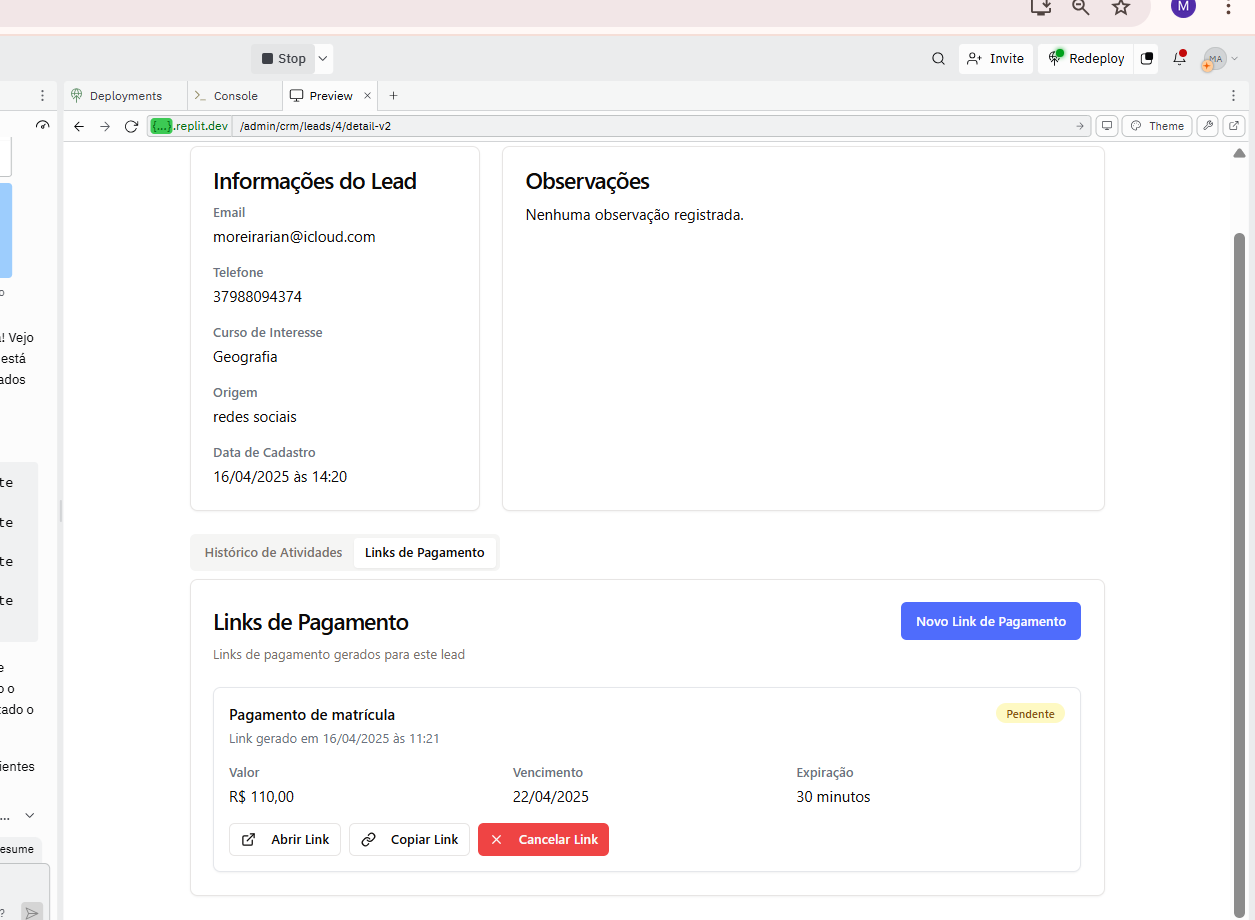 M
Stop
Invite
Redeploy
MA
Deployments
Console
Preview
{...}.replit.dev
/admin/crm/leads/4/detail-v2
Theme
o
! Vejo
está
ados
te
te
te
te
e
o o
tado o
ientes
...
esume
?
Informações do Lead
Email
moreirarian@icloud.com
Telefone
37988094374
Curso de Interesse
Geografia
Origem
redes sociais
Data de Cadastro
16/04/2025 às 14:20
Observações
Nenhuma observação registrada.
Histórico de Atividades
Links de Pagamento
Links de Pagamento
Novo Link de Pagamento
Links de pagamento gerados para este lead
Pagamento de matrícula
Pendente
Link gerado em 16/04/2025 às 11:21
Valor
R$ 110,00
Vencimento
22/04/2025
Expiração
30 minutos
Abrir Link
Copiar Link
Cancelar Link